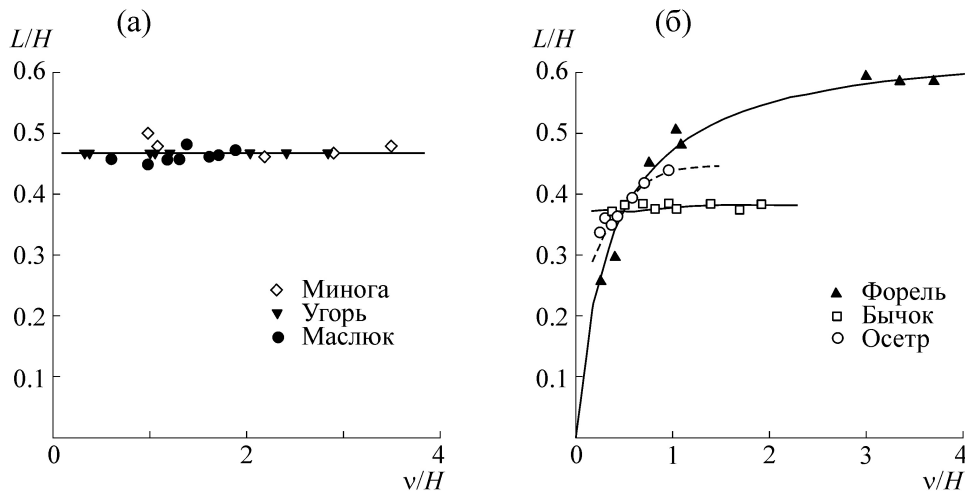 (а)
L/H
0.6
0.5
0.4
0.3
0.2
0.1
0 2 4
ν/H
Минога
Угорь
Маслюк
(б)
L/H
0.6
0.5
0.4
0.3
0.2
0.1
0 1 2 3 4
ν/H
Форель
Бычок
Осетр